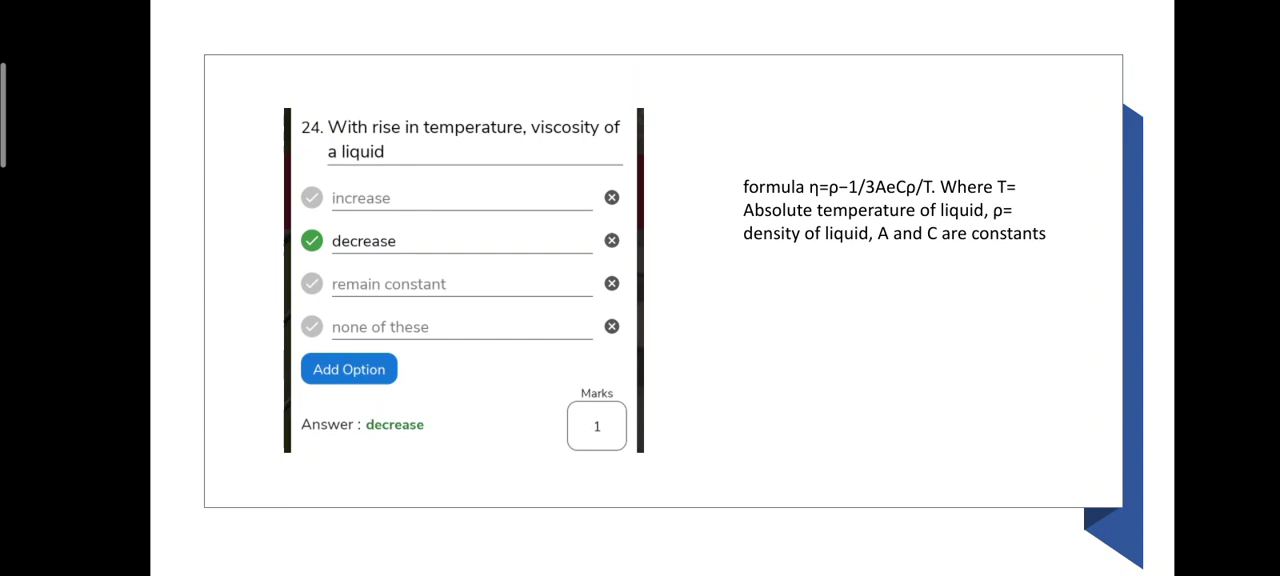 24. With rise in temperature, viscosity of
a liquid
increase
decrease
remain constant
none of these
Add Option
Marks
Answer : decrease
1
formula η=ρ−1/3AeCρ/T. Where T=
Absolute temperature of liquid, ρ=
density of liquid, A and C are constants